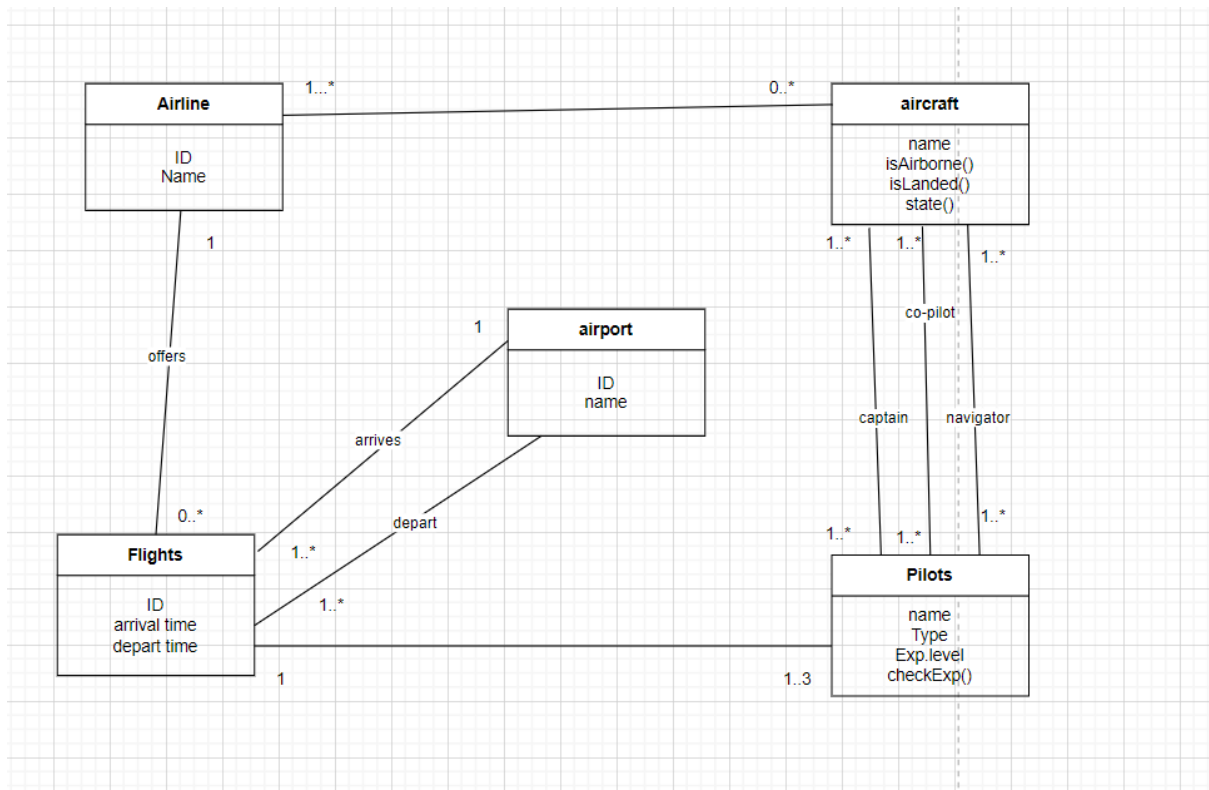 1...*
0..*
Airline
ID
Name
aircraft
name
isAirborne()
isLanded()
state()
1
1..*
1..*
1..*
offers
1
airport
ID
name
co-pilot
captain
navigator
arrives
depart
0..*
1..*
1..*
Flights
ID
arrival time
depart time
1..*
1..*
1..*
Pilots
name
Type
Exp.level
checkExp()
1
1..3